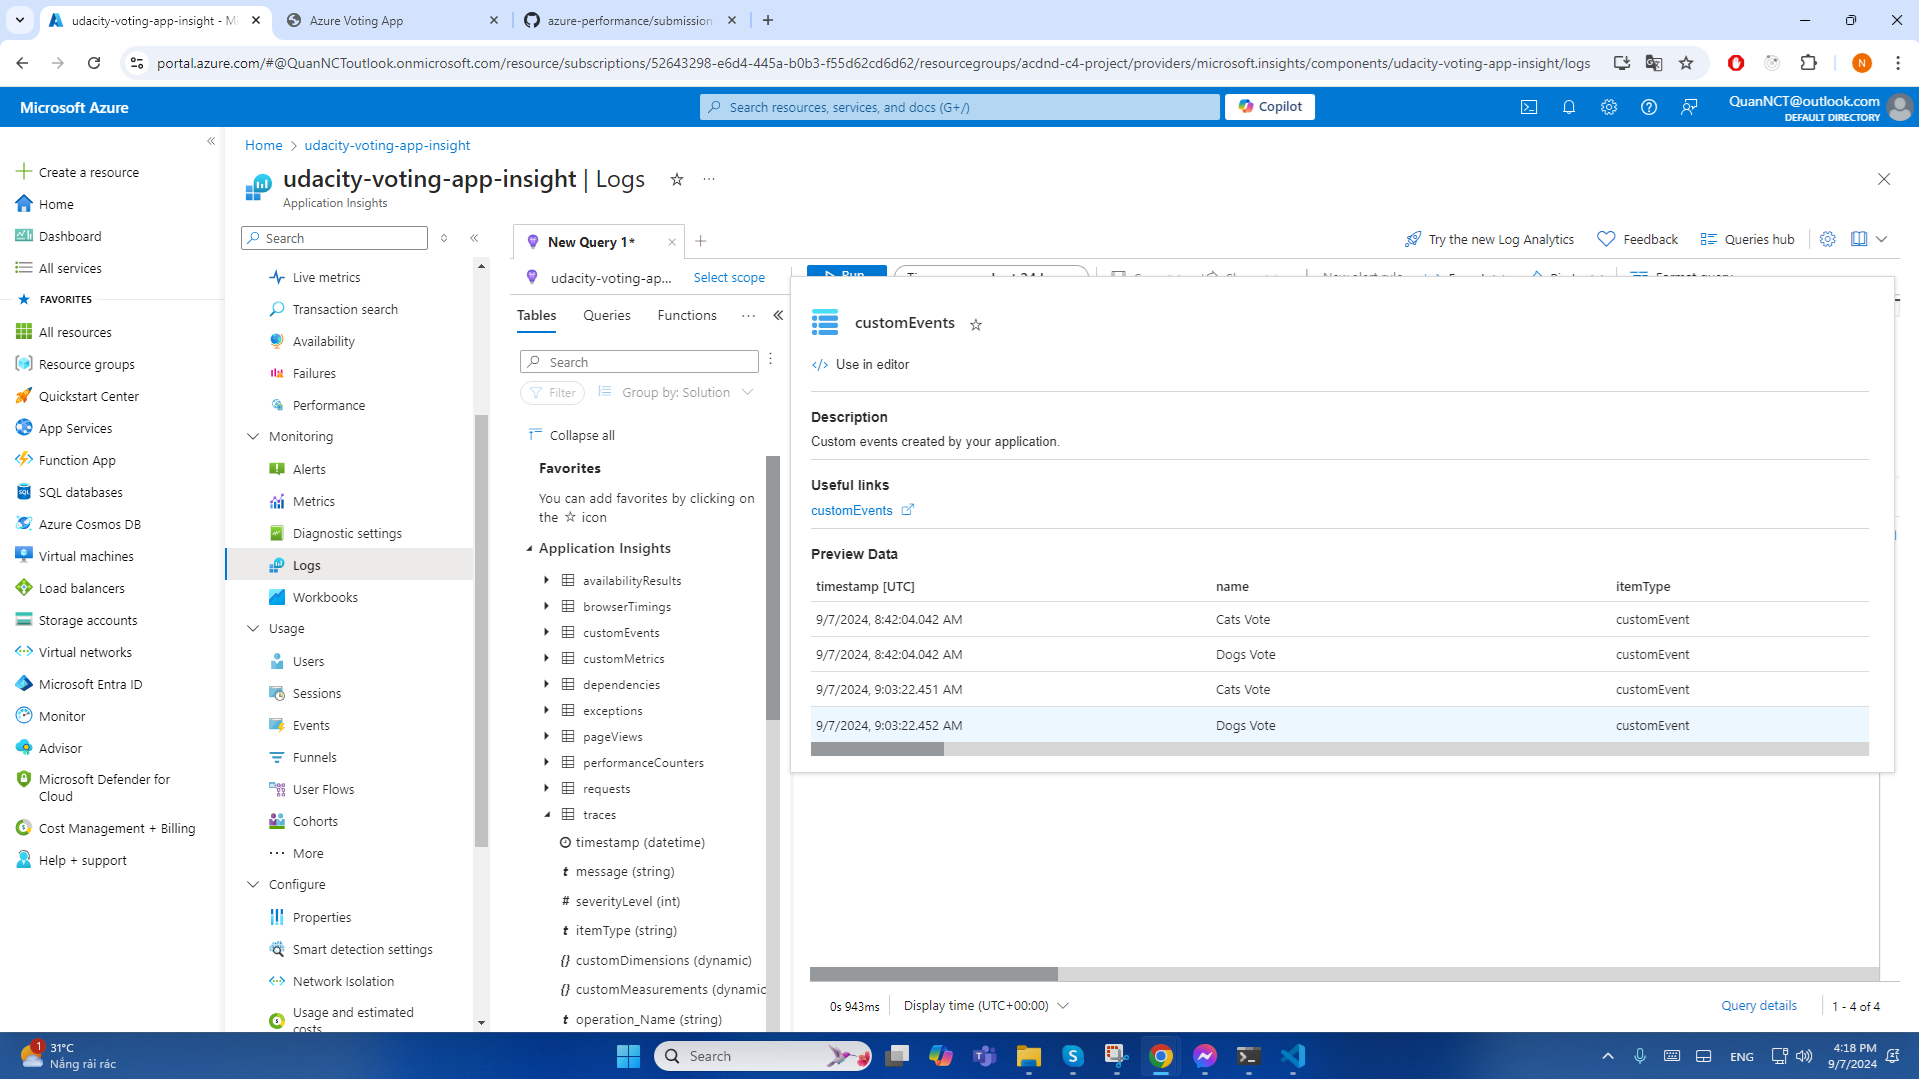 udacity-voting-app-insight - Mi
Azure Voting App
azure-performance/submission
portal.azure.com/#@QuanNCToutlook.onmicrosoft.com/resource/subscriptions/52643298-e6d4-445a-b0b3-f55d62cd6d62/resourcegroups/acdnd-c4-project/providers/microsoft.insights/components/udacity-voting-app-insight/logs
N
Microsoft Azure
Search resources, services, and docs (G+/)
Copilot
QuanNCT@outlook.com
DEFAULT DIRECTORY
Create a resource
Home
Dashboard
All services
FAVORITES
All resources
Resource groups
Quickstart Center
App Services
Function App
SQL databases
Azure Cosmos DB
Virtual machines
Load balancers
Storage accounts
Virtual networks
Microsoft Entra ID
Monitor
Advisor
Microsoft Defender for
Cloud
Cost Management + Billing
Help + support
Home > udacity-voting-app-insight
udacity-voting-app-insight | Logs
Application Insights
Search
Live metrics
Transaction search
Availability
Failures
Performance
Monitoring
Alerts
Metrics
Diagnostic settings
Logs
Workbooks
Usage
Users
Sessions
Events
Funnels
User Flows
Cohorts
More
Configure
Properties
Smart detection settings
Network Isolation
Usage and estimated
costs
New Query 1*
Try the new Log Analytics
Feedback
Queries hub
udacity-voting-ap...
Select scope
Run
Tables
Queries
Functions
Search
Filter
Group by: Solution
Collapse all
Favorites
You can add favorites by clicking on
the ☆ icon
Application Insights
availabilityResults
browserTimings
customEvents
customMetrics
dependencies
exceptions
pageViews
performanceCounters
requests
traces
timestamp (datetime)
t message (string)
# severityLevel (int)
t itemType (string)
{} customDimensions (dynamic)
{} customMeasurements (dynamic
t operation_Name (string)
customEvents
</> Use in editor
Description
Custom events created by your application.
Useful links
customEvents
Preview Data
timestamp [UTC] name itemType
9/7/2024, 8:42:04.042 AM Cats Vote customEvent
9/7/2024, 8:42:04.042 AM Dogs Vote customEvent
9/7/2024, 9:03:22.451 AM Cats Vote customEvent
9/7/2024, 9:03:22.452 AM Dogs Vote customEvent
0s 943ms
Display time (UTC+00:00)
Query details
1 - 4 of 4
1
31°C
Nắng rải rác
Search
ENG
4:18 PM
9/7/2024